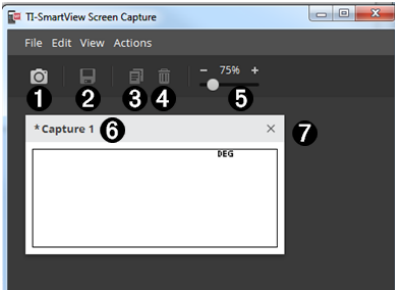 TI-SmartView Screen Capture
File Edit View Actions
− 75% +
1 2 3 4 5
* Capture 1 6 × 7
DEG